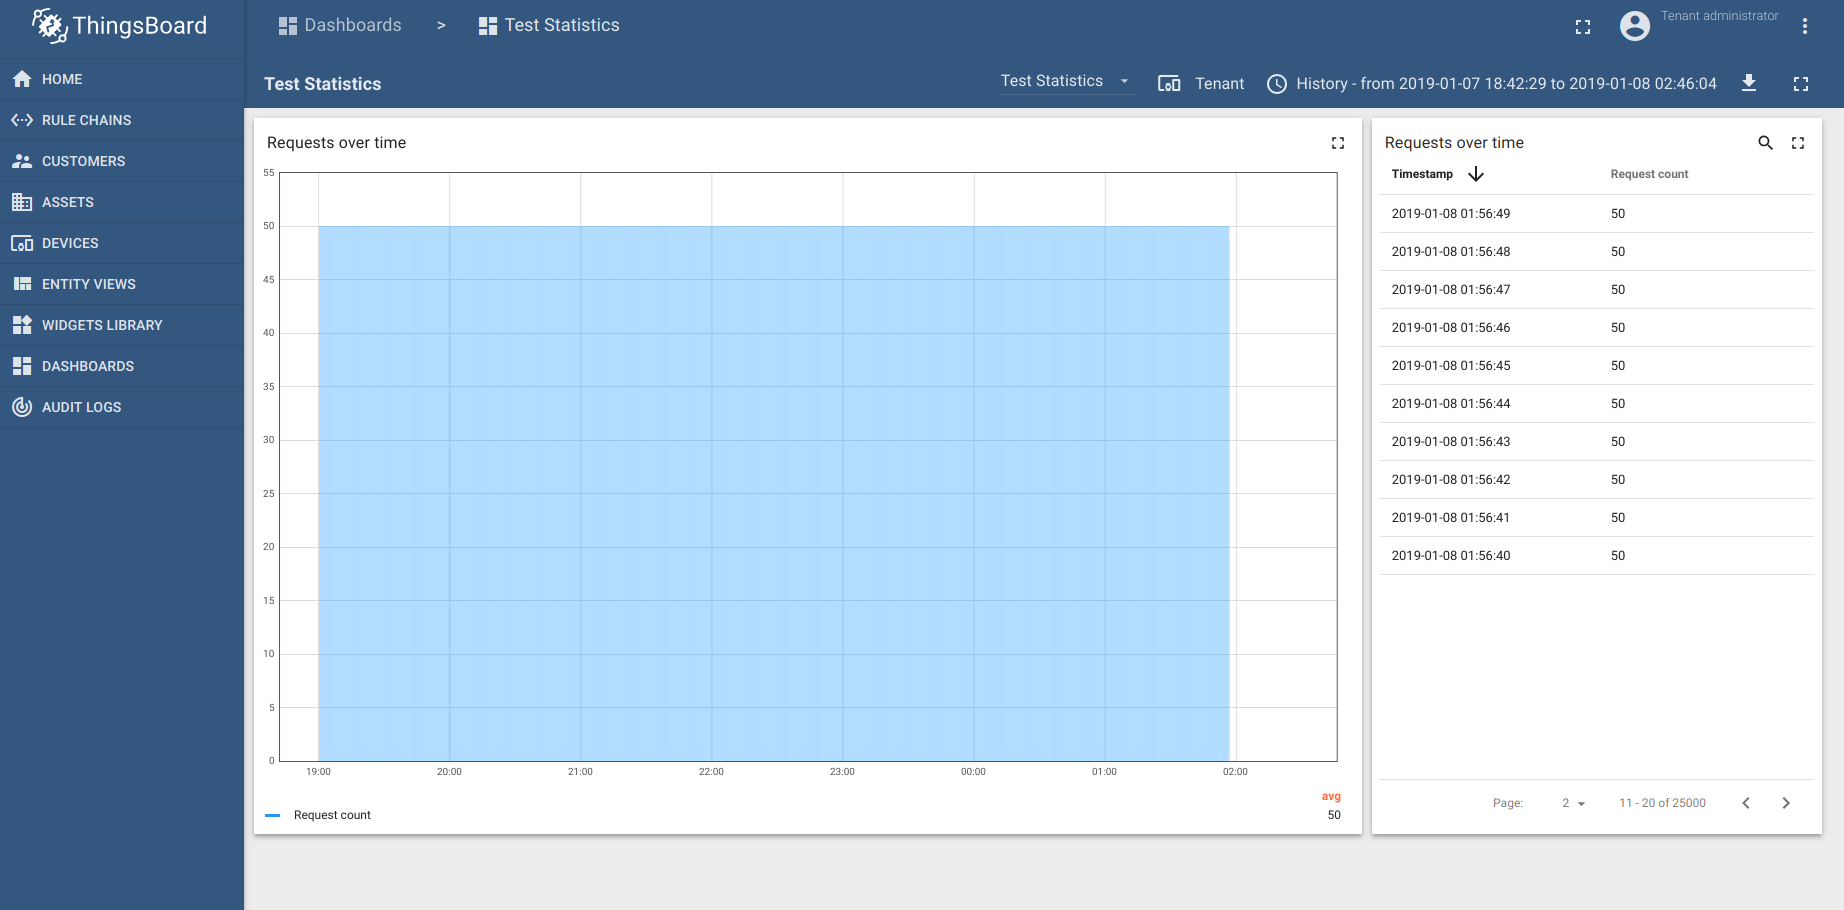 ThingsBoard
Dashboards > Test Statistics
Tenant administrator
HOME
RULE CHAINS
CUSTOMERS
ASSETS
DEVICES
ENTITY VIEWS
WIDGETS LIBRARY
DASHBOARDS
AUDIT LOGS
Test Statistics
Test Statistics
Tenant
History - from 2019-01-07 18:42:29 to 2019-01-08 02:46:04
Requests over time
55
50
45
40
35
30
25
20
15
10
5
0
19:00 20:00 21:00 22:00 23:00 00:00 01:00 02:00
avg
Request count 50
Requests over time
Timestamp Request count
2019-01-08 01:56:49 50
2019-01-08 01:56:48 50
2019-01-08 01:56:47 50
2019-01-08 01:56:46 50
2019-01-08 01:56:45 50
2019-01-08 01:56:44 50
2019-01-08 01:56:43 50
2019-01-08 01:56:42 50
2019-01-08 01:56:41 50
2019-01-08 01:56:40 50
Page: 2 11 - 20 of 25000